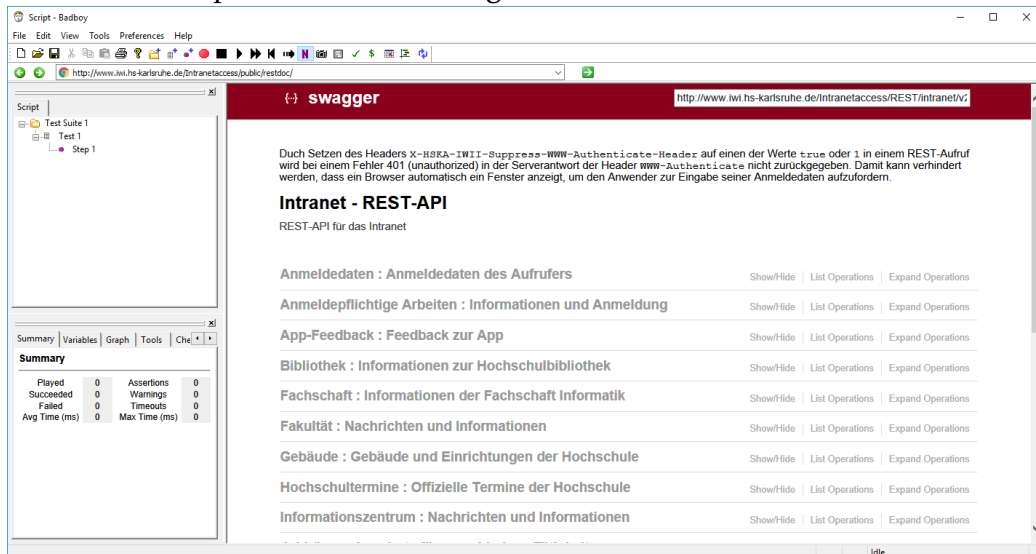 Script - Badboy
File Edit View Tools Preferences Help
http://www.iwi.hs-karlsruhe.de/Intranetaccess/public/restdoc/
Script
Test Suite 1
Test 1
Step 1
Summary Variables Graph Tools Che
Summary
Played 0 Assertions 0
Succeeded 0 Warnings 0
Failed 0 Timeouts 0
Avg Time (ms) 0 Max Time (ms) 0
swagger
http://www.iwi.hs-karlsruhe.de/Intranetaccess/REST/intranet/v2
Duch Setzen des Headers X-HSKA-IWII-Suppress-WWW-Authenticate-Header auf einen der Werte true oder 1 in einem REST-Aufruf
wird bei einem Fehler 401 (unauthorized) in der Serverantwort der Header WWW-Authenticate nicht zurückgegeben. Damit kann verhindert
werden, dass ein Browser automatisch ein Fenster anzeigt, um den Anwender zur Eingabe seiner Anmeldedaten aufzufordern.
Intranet - REST-API
REST-API für das Intranet
Anmeldedaten : Anmeldedaten des Aufrufers Show/Hide List Operations Expand Operations
Anmeldepflichtige Arbeiten : Informationen und Anmeldung Show/Hide List Operations Expand Operations
App-Feedback : Feedback zur App Show/Hide List Operations Expand Operations
Bibliothek : Informationen zur Hochschulbibliothek Show/Hide List Operations Expand Operations
Fachschaft : Informationen der Fachschaft Informatik Show/Hide List Operations Expand Operations
Fakultät : Nachrichten und Informationen Show/Hide List Operations Expand Operations
Gebäude : Gebäude und Einrichtungen der Hochschule Show/Hide List Operations Expand Operations
Hochschultermine : Offizielle Termine der Hochschule Show/Hide List Operations Expand Operations
Informationszentrum : Nachrichten und Informationen Show/Hide List Operations Expand Operations
Idle